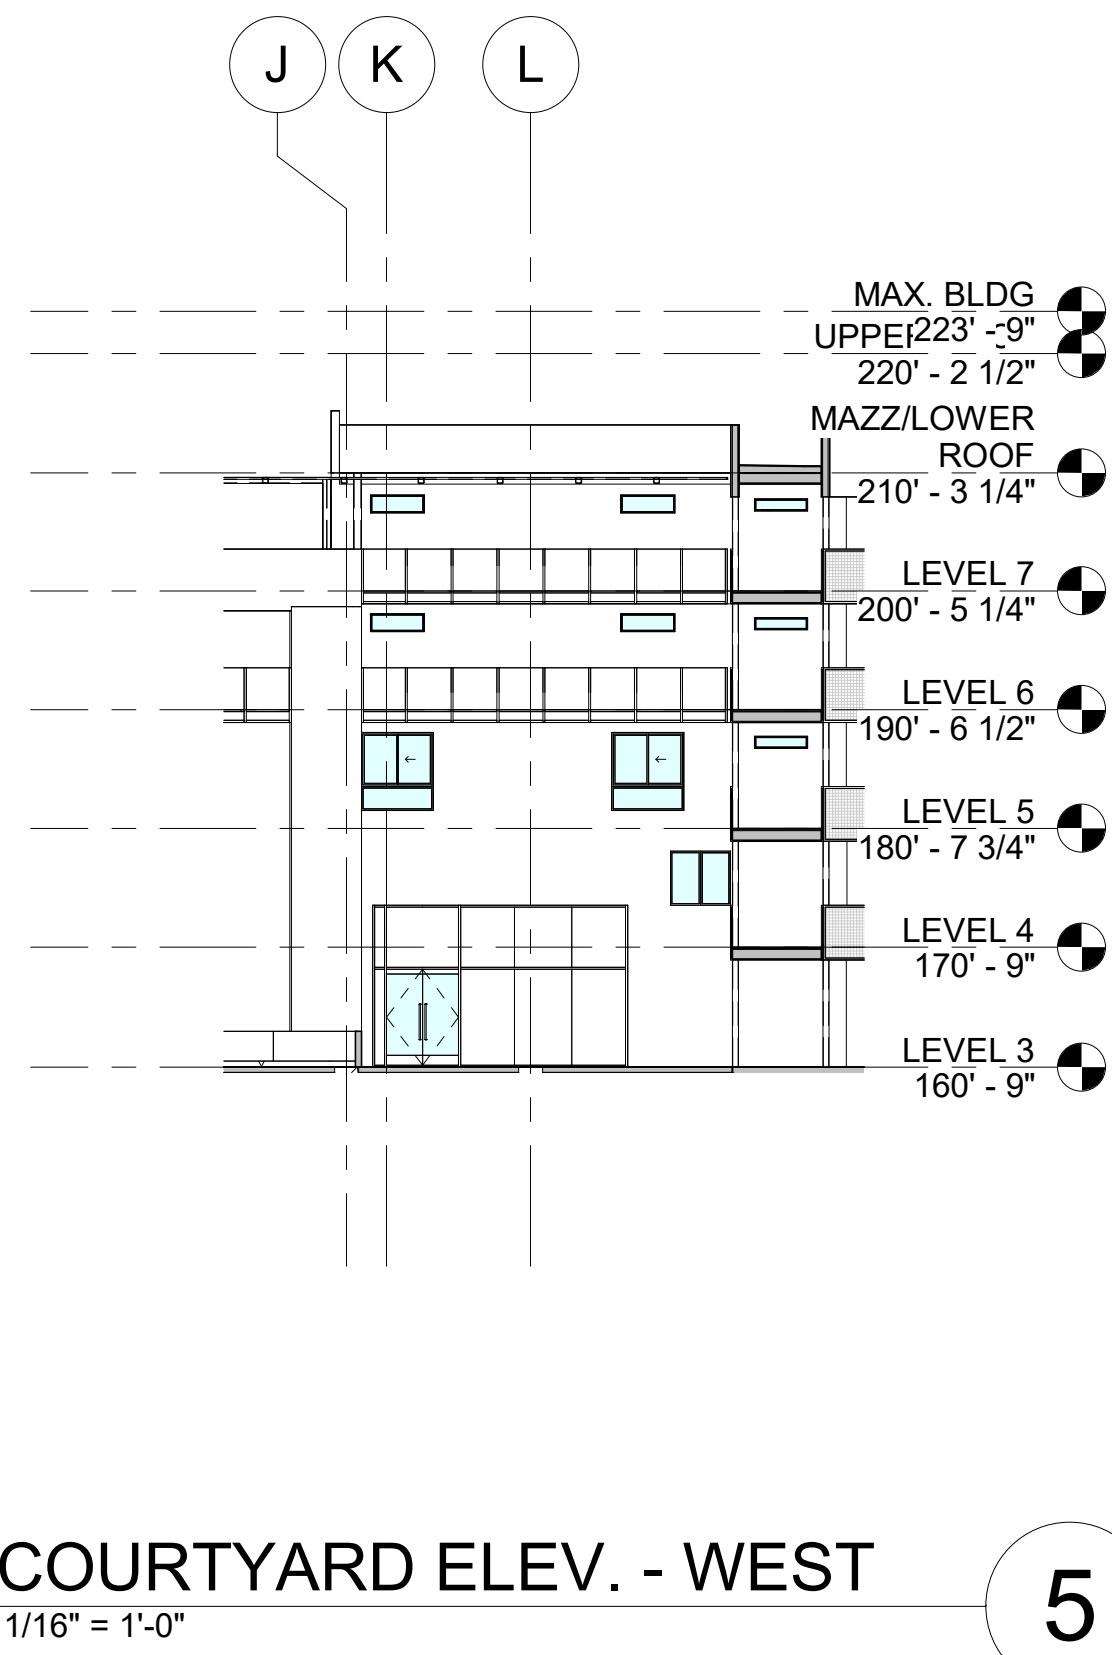 J K L
MAX. BLDG
223' - 9"
220' - 2 1/2"
MAZZ/LOWER
ROOF
210' - 3 1/4"
LEVEL 7
200' - 5 1/4"
LEVEL 6
190' - 6 1/2"
LEVEL 5
180' - 7 3/4"
LEVEL 4
170' - 9"
LEVEL 3
160' - 9"
COURTYARD ELEV. - WEST
1/16" = 1'-0"
5